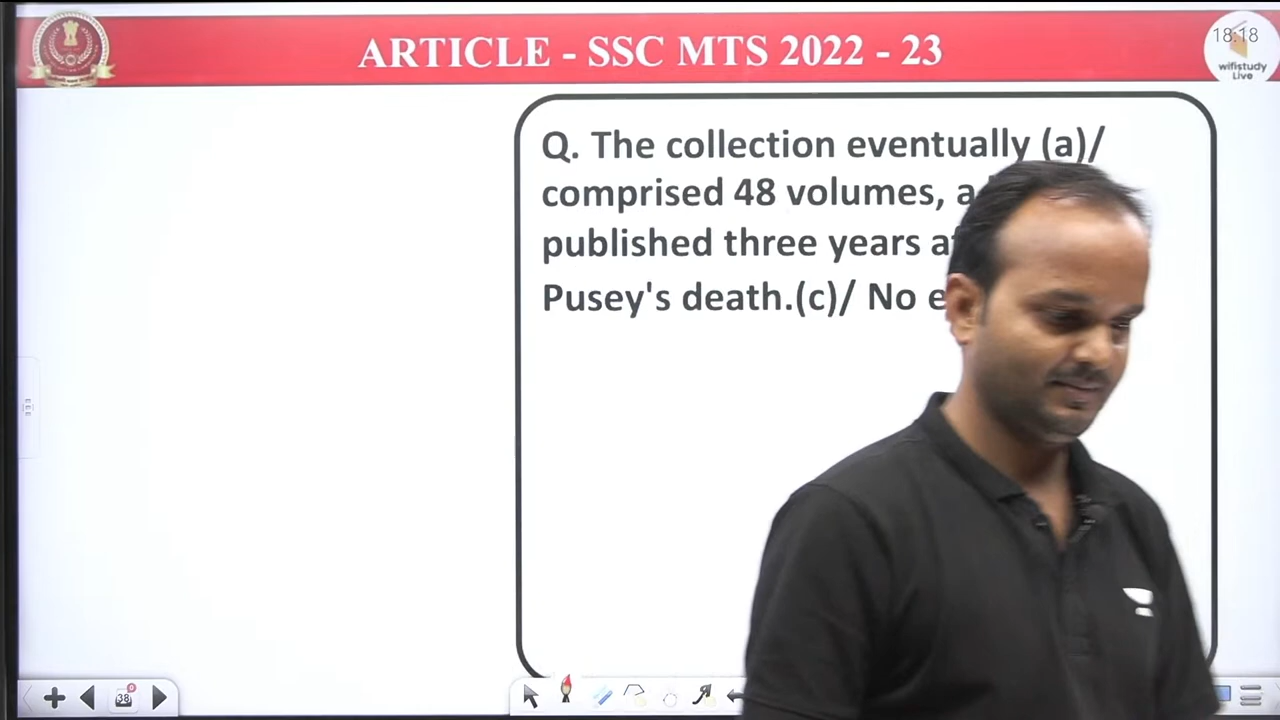 ARTICLE - SSC MTS 2022 - 23
18:18
wifistudy
Live
Q. The collection eventually (a)/
comprised 48 volumes,
published three years
Pusey's death.(c)/ No
38